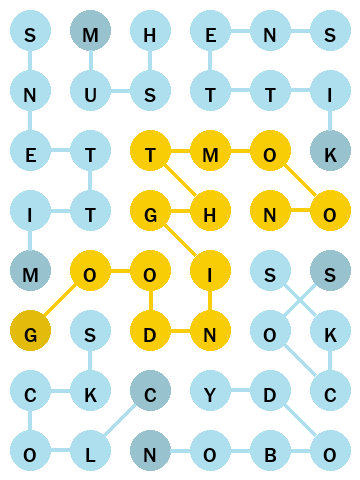 S M H E N S
N U S T T I
E T T M O K
I T G H N O
M O O I S S
G S D N O K
C K C Y D C
O L N O B O